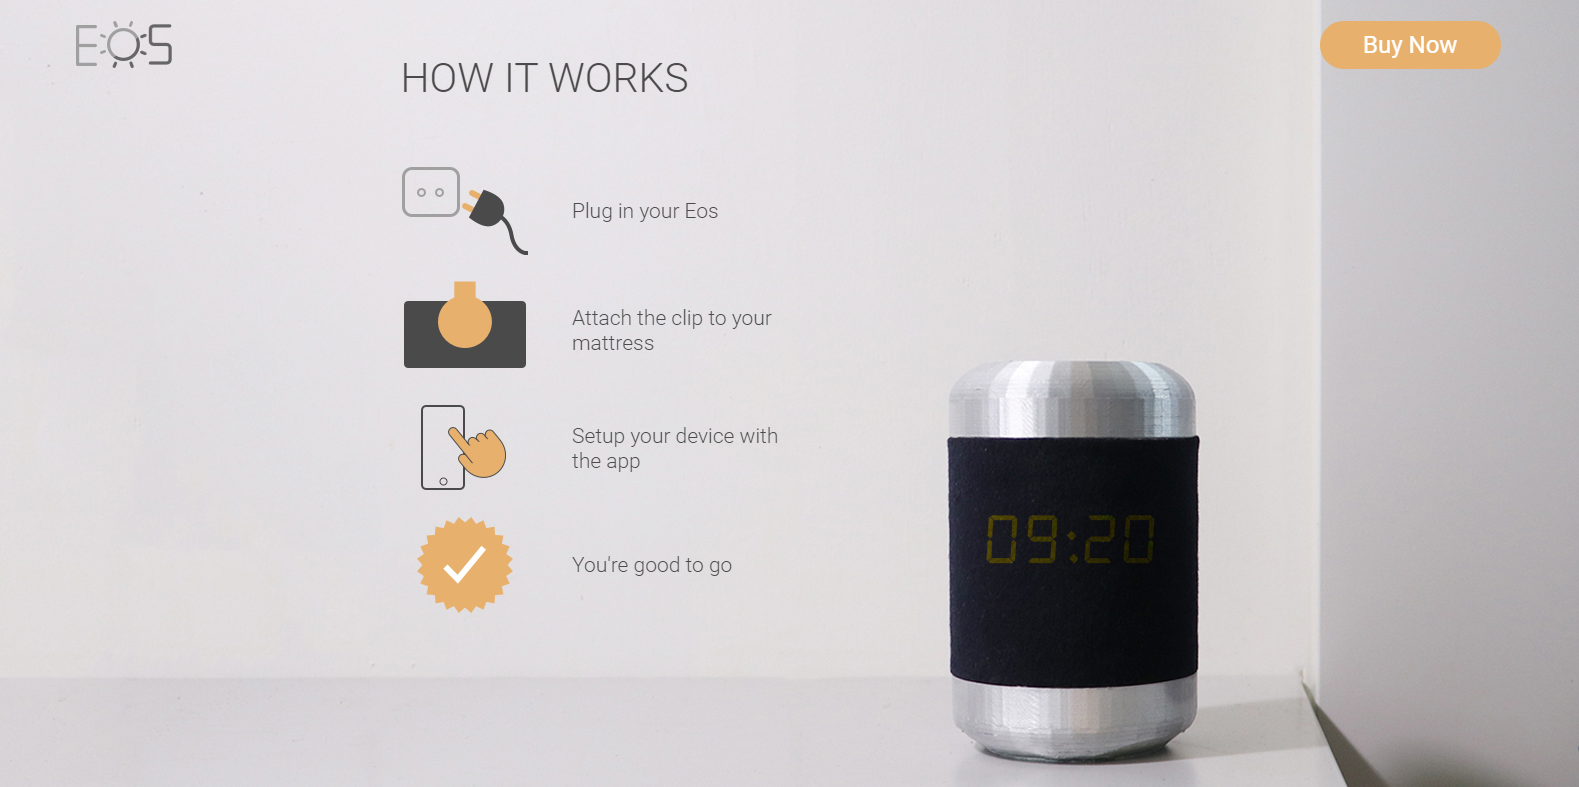 EOS
Buy Now
HOW IT WORKS
Plug in your Eos
Attach the clip to your
mattress
Setup your device with
the app
You're good to go
09:20